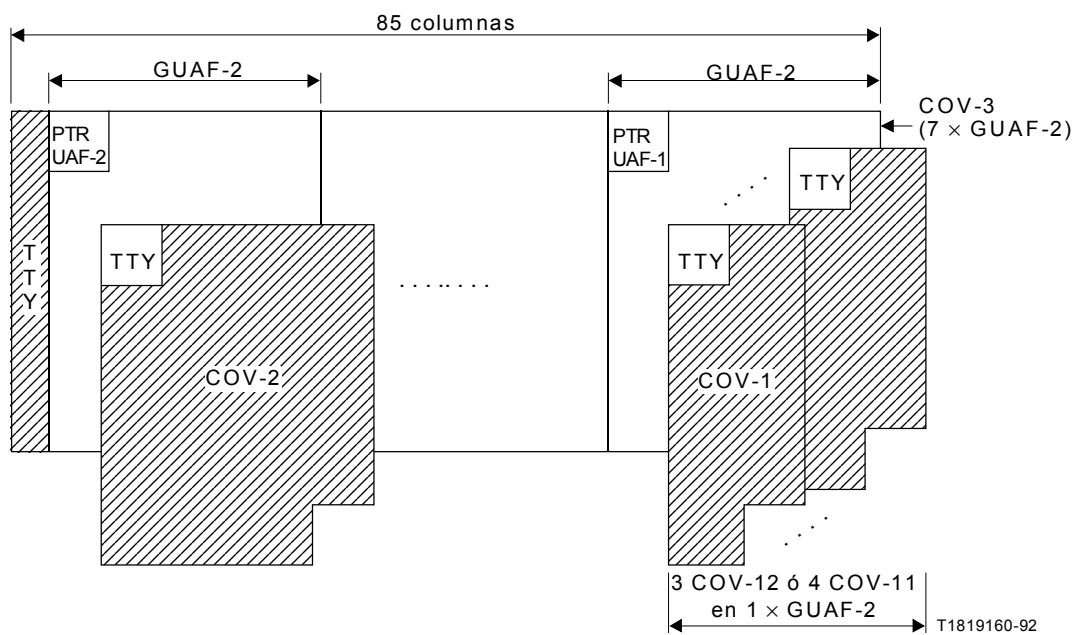 85 columnas
GUAF-2
GUAF-2
COV-3
(7 × GUAF-2)
PTR
UAF-2
PTR
UAF-1
TTY
TTY
TTY
TTY
COV-2
COV-1
3 COV-12 ó 4 COV-11
en 1 × GUAF-2
T1819160-92